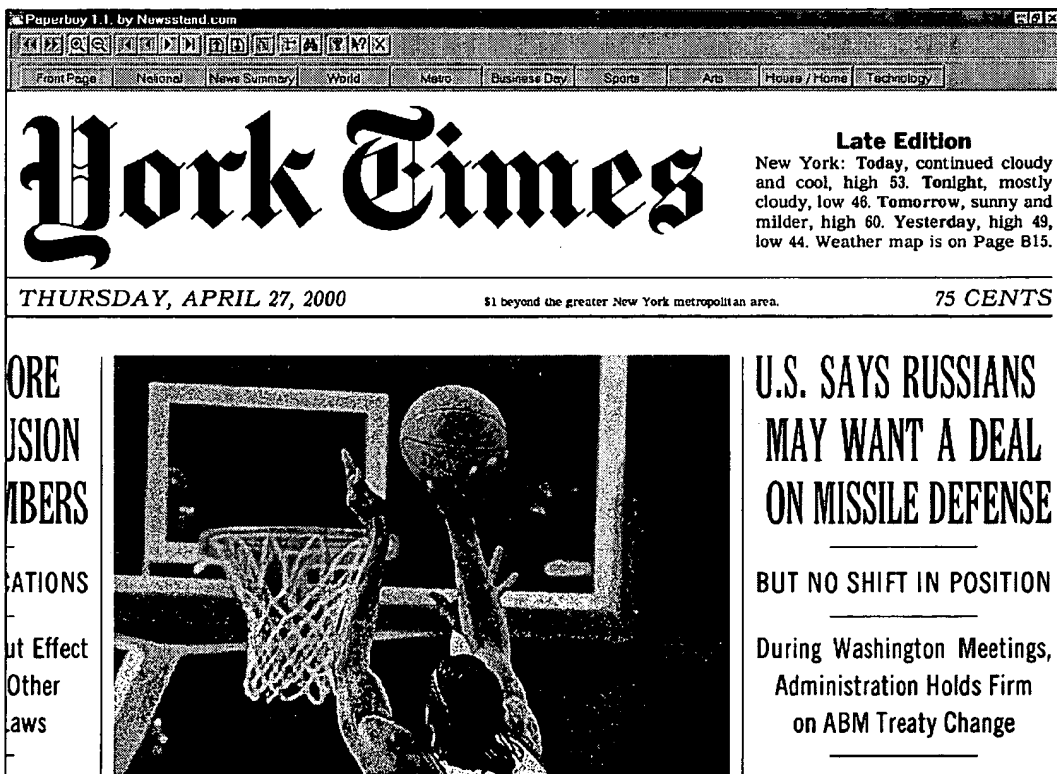 Paperboy 1.1. by Newsstand.com
Front Page National News Summary World Metro Business Day Sports Arts House / Home Technology
York Times
Late Edition
New York: Today, continued cloudy
and cool, high 53. Tonight, mostly
cloudy, low 46. Tomorrow, sunny and
milder, high 60. Yesterday, high 49,
low 44. Weather map is on Page B15.
THURSDAY, APRIL 27, 2000
$1 beyond the greater New York metropolitan area.
75 CENTS
ORE
USION
MBERS
CATIONS
ut Effect
Other
Laws
U.S. SAYS RUSSIANS
MAY WANT A DEAL
ON MISSILE DEFENSE
BUT NO SHIFT IN POSITION
During Washington Meetings,
Administration Holds Firm
on ABM Treaty Change